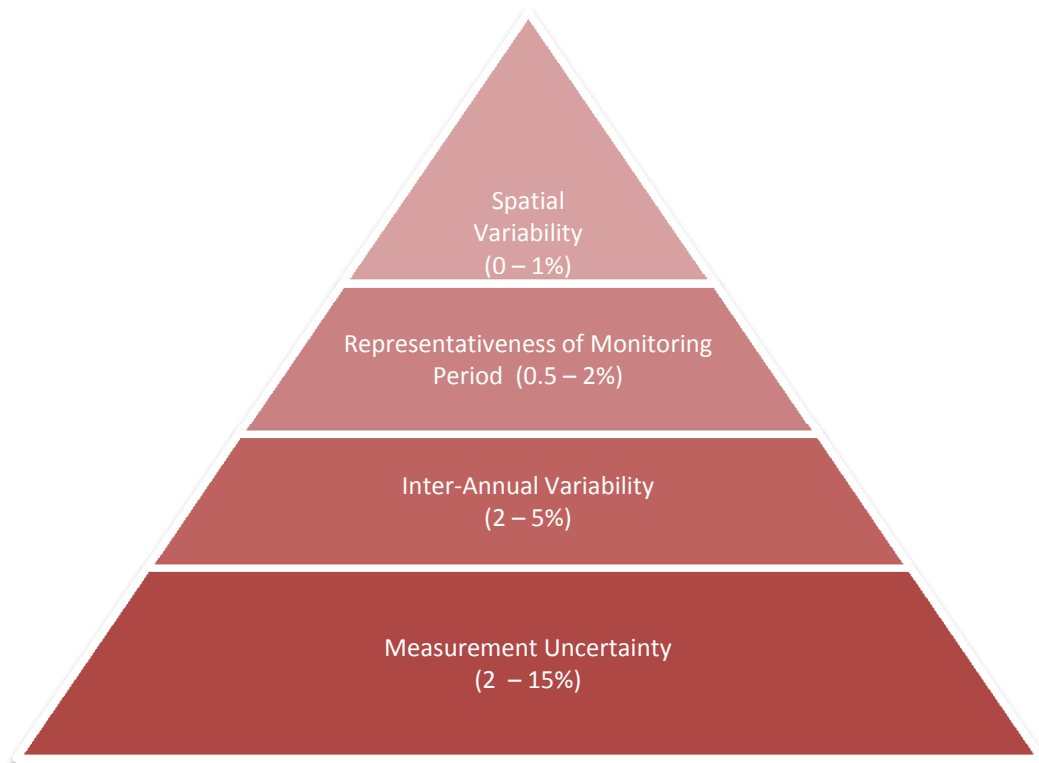 Spatial
Variability
(0 – 1%)
Representativeness of Monitoring
Period  (0.5 – 2%)
Inter-Annual Variability
(2 – 5%)
Measurement Uncertainty
(2  – 15%)